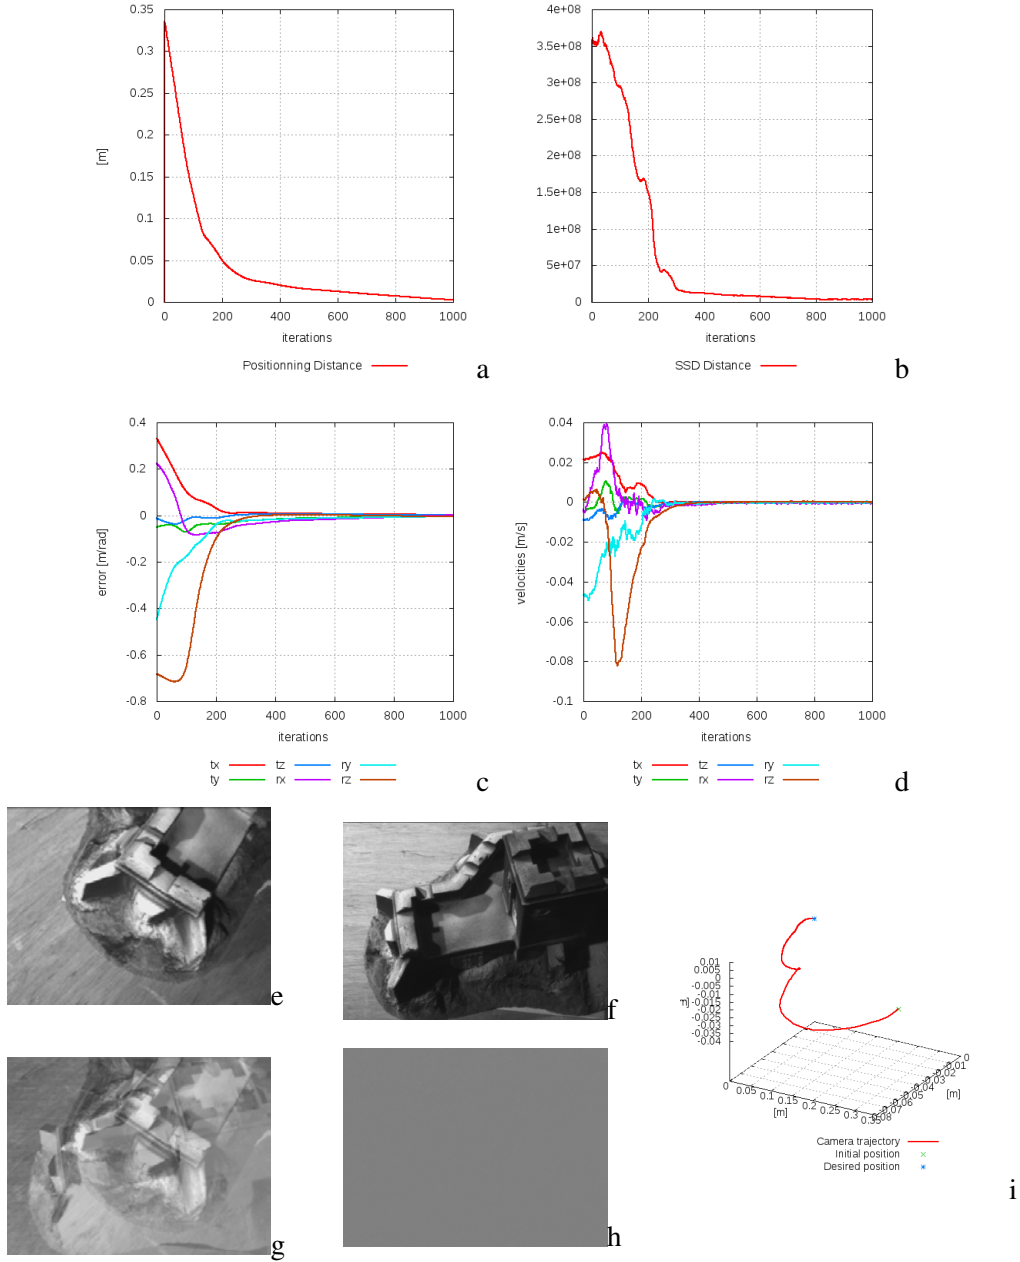 0.35
0.3
0.25
0.2
0.15
0.1
0.05
0
[m]
0 200 400 600 800 1000
iterations
Positionning Distance
a
4e+08
3.5e+08
3e+08
2.5e+08
2e+08
1.5e+08
1e+08
5e+07
0
0 200 400 600 800 1000
iterations
SSD Distance
b
0.4
0.2
0
-0.2
-0.4
-0.6
-0.8
error [m/rad]
0 200 400 600 800 1000
iterations
tx tz ry
ty rx rz
c
0.04
0.02
0
-0.02
-0.04
-0.06
-0.08
-0.1
velocities [m/s]
0 200 400 600 800 1000
iterations
tx tz ry
ty rx rz
d
e
f
g
h
0.01
0.005
0
-0.005
-0.01
-0.015
-0.02
-0.025
-0.03
-0.035
-0.04
0 0.05 0.1 0.15 0.2 0.25 0.3 0.35
[m]
-0.08
-0.07
-0.06
-0.05
-0.04
-0.03
-0.02
-0.01
0
[m]
Camera trajectory
Initial position
Desired position
i